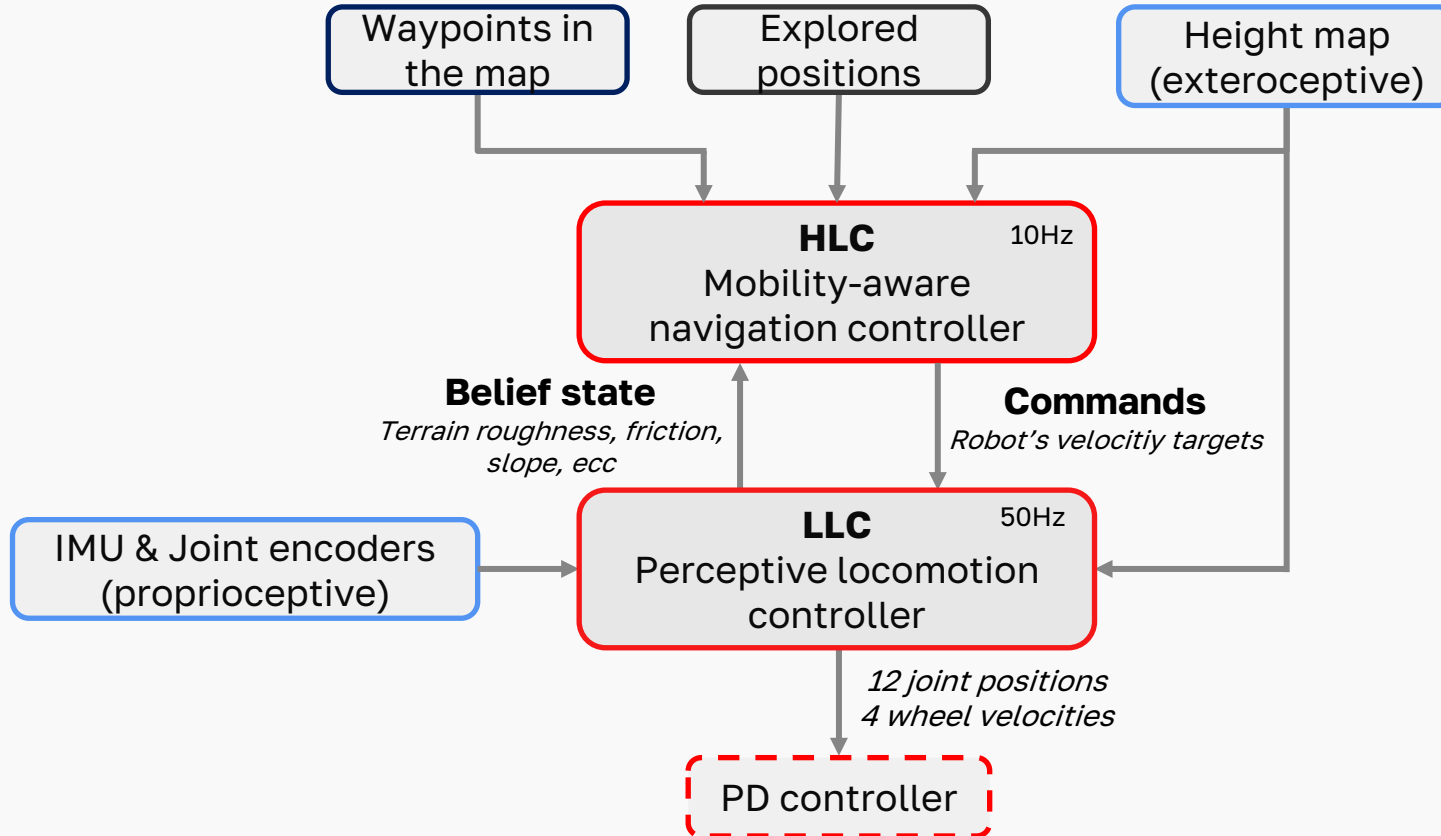 Waypoints in
the map
Explored
positions
Height map
(exteroceptive)
HLC
10Hz
Mobility-aware
navigation controller
Belief state
Terrain roughness, friction,
slope, ecc
Commands
Robot's velocitiy targets
IMU & Joint encoders
(proprioceptive)
LLC
50Hz
Perceptive locomotion
controller
12 joint positions
4 wheel velocities
PD controller